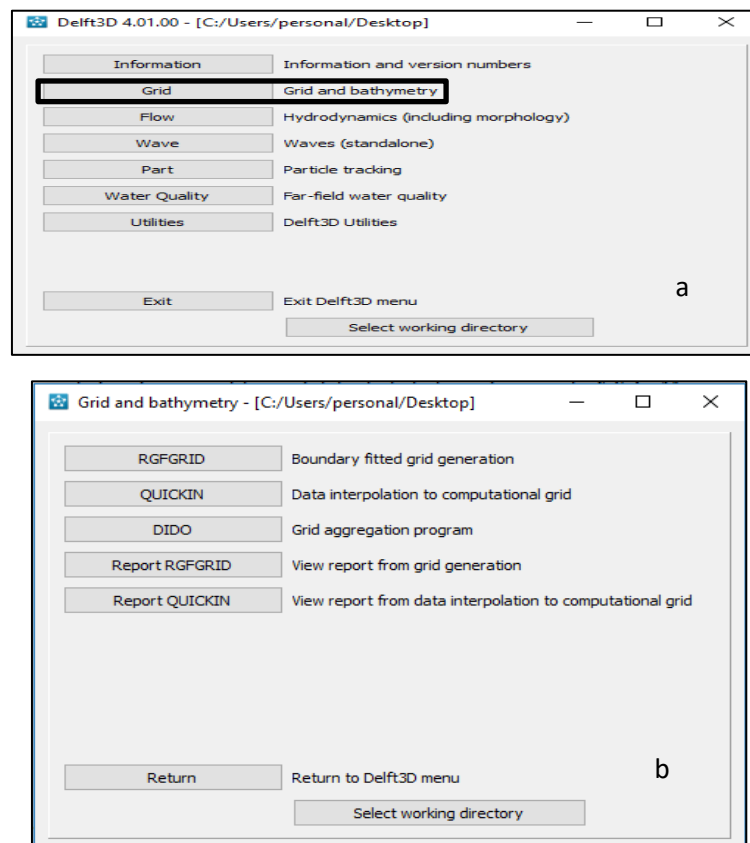 Delft3D 4.01.00 - [C:/Users/personal/Desktop]
Information Information and version numbers
Grid Grid and bathymetry
Flow Hydrodynamics (including morphology)
Wave Waves (standalone)
Part Particle tracking
Water Quality Far-field water quality
Utilities Delft3D Utilities
a
Exit Exit Delft3D menu
Select working directory
Grid and bathymetry - [C:/Users/personal/Desktop]
RGFGRID Boundary fitted grid generation
QUICKIN Data interpolation to computational grid
DIDO Grid aggregation program
Report RGFGRID View report from grid generation
Report QUICKIN View report from data interpolation to computational grid
b
Return Return to Delft3D menu
Select working directory